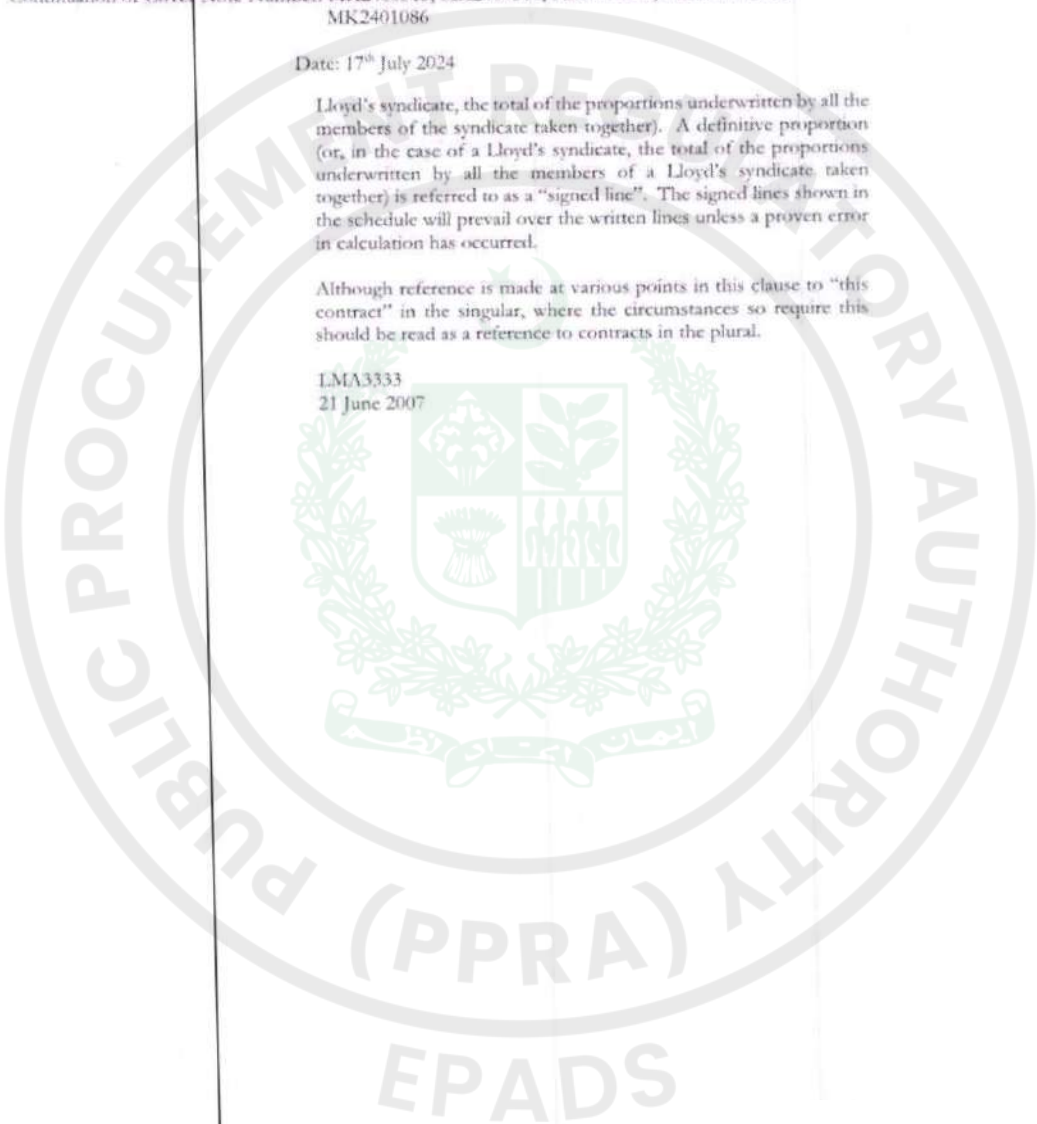 MK2401086
Date: 17th July 2024
Lloyd's syndicate, the total of the proportions underwritten by all the
members of the syndicate taken together). A definitive proportion
(or, in the case of a Lloyd's syndicate, the total of the proportions
underwritten by all the members of a Lloyd's syndicate taken
together) is referred to as a "signed line". The signed lines shown in
the schedule will prevail over the written lines unless a proven error
in calculation has occurred.
Although reference is made at various points in this clause to "this
contract" in the singular, where the circumstances so require this
should be read as a reference to contracts in the plural.
LMA3333
21 June 2007
PUBLIC PROCUREMENT REGULATORY AUTHORITY
(PPRA)
EPADS